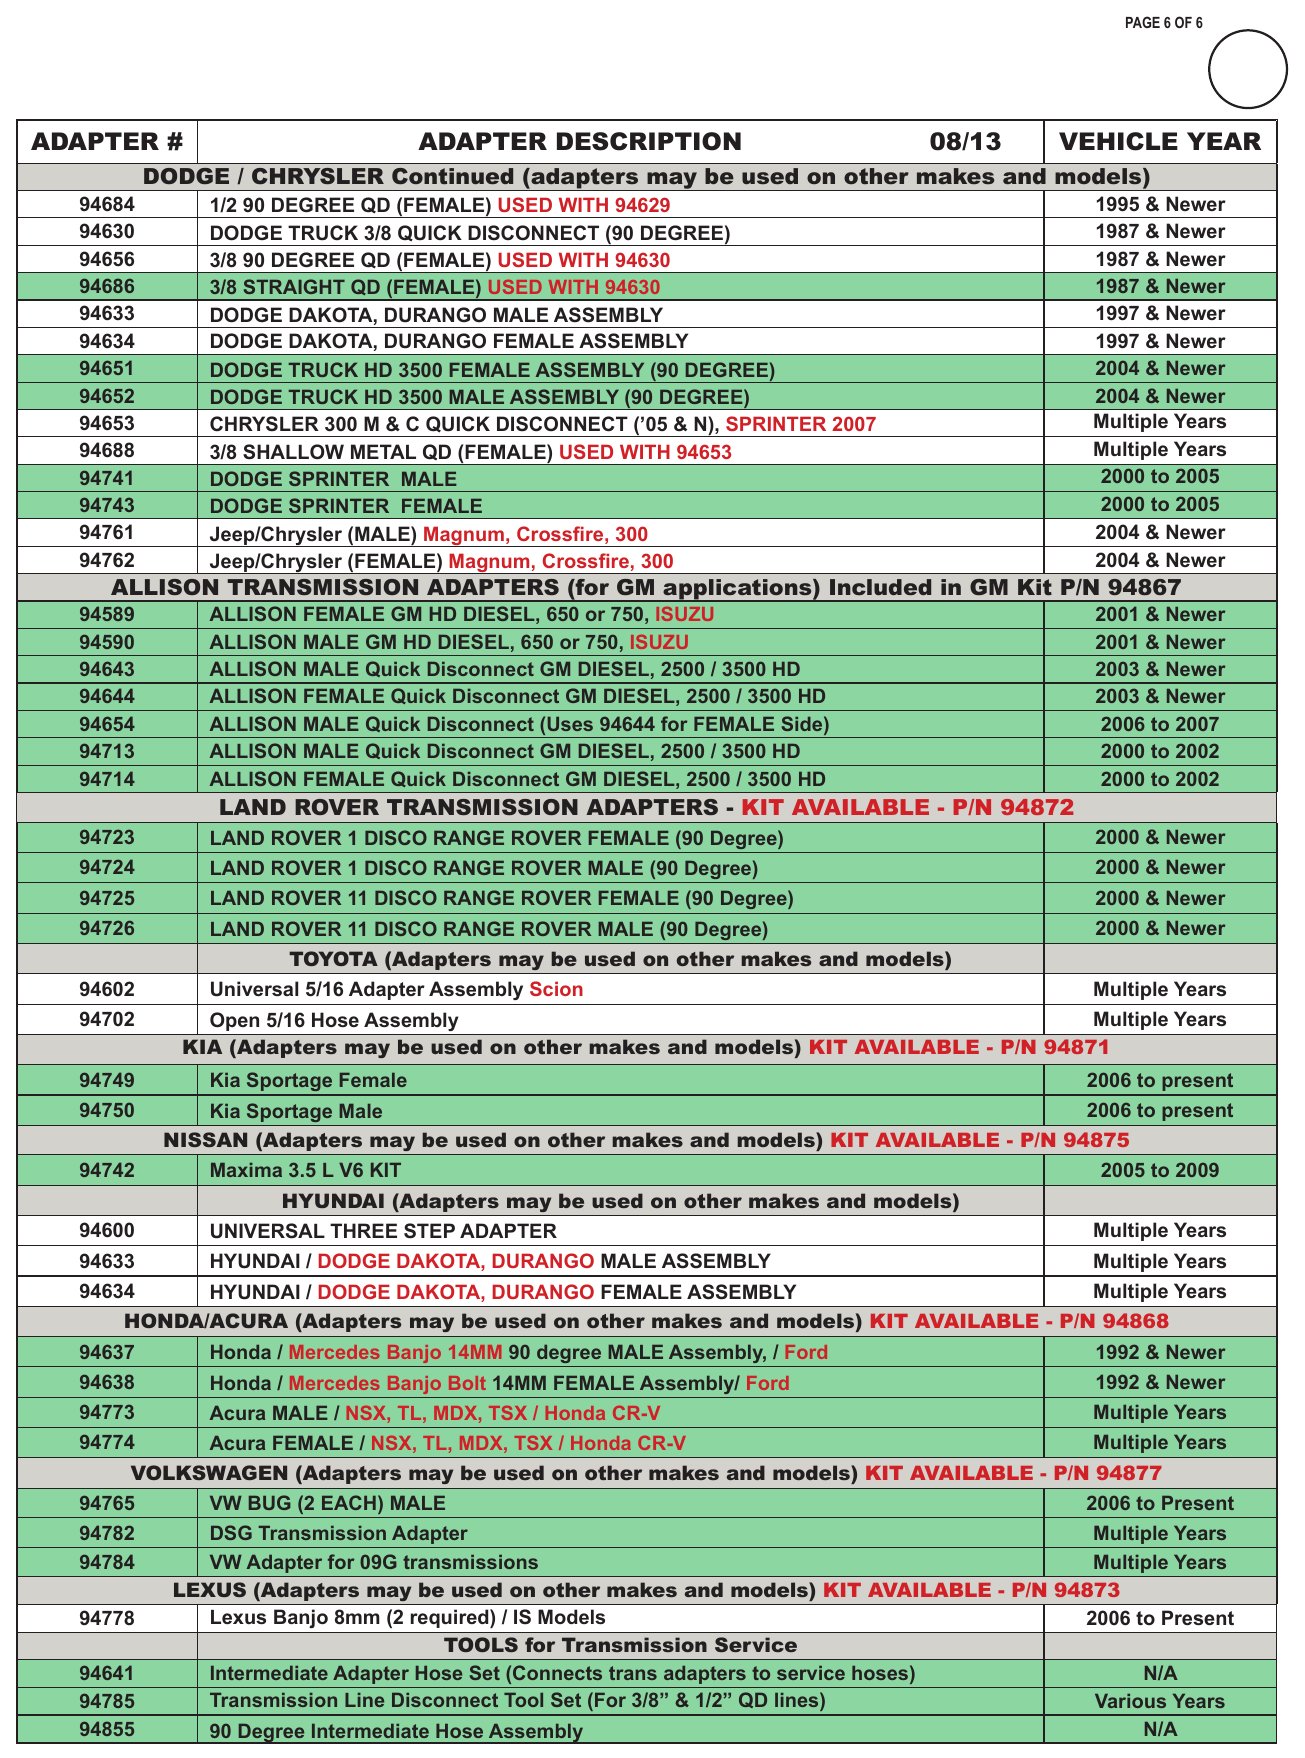 PAGE 6 OF 6
ADAPTER # ADAPTER DESCRIPTION 08/13 VEHICLE YEAR
DODGE / CHRYSLER Continued (adapters may be used on other makes and models)
94684 1/2 90 DEGREE QD (FEMALE) USED WITH 94629 1995 & Newer
94630 DODGE TRUCK 3/8 QUICK DISCONNECT (90 DEGREE) 1987 & Newer
94656 3/8 90 DEGREE QD (FEMALE) USED WITH 94630 1987 & Newer
94686 3/8 STRAIGHT QD (FEMALE) USED WITH 94630 1987 & Newer
94633 DODGE DAKOTA, DURANGO MALE ASSEMBLY 1997 & Newer
94634 DODGE DAKOTA, DURANGO FEMALE ASSEMBLY 1997 & Newer
94651 DODGE TRUCK HD 3500 FEMALE ASSEMBLY (90 DEGREE) 2004 & Newer
94652 DODGE TRUCK HD 3500 MALE ASSEMBLY (90 DEGREE) 2004 & Newer
94653 CHRYSLER 300 M & C QUICK DISCONNECT (’05 & N), SPRINTER 2007 Multiple Years
94688 3/8 SHALLOW METAL QD (FEMALE) USED WITH 94653 Multiple Years
94741 DODGE SPRINTER MALE 2000 to 2005
94743 DODGE SPRINTER FEMALE 2000 to 2005
94761 Jeep/Chrysler (MALE) Magnum, Crossfire, 300 2004 & Newer
94762 Jeep/Chrysler (FEMALE) Magnum, Crossfire, 300 2004 & Newer
ALLISON TRANSMISSION ADAPTERS (for GM applications) Included in GM Kit P/N 94867
94589 ALLISON FEMALE GM HD DIESEL, 650 or 750, ISUZU 2001 & Newer
94590 ALLISON MALE GM HD DIESEL, 650 or 750, ISUZU 2001 & Newer
94643 ALLISON MALE Quick Disconnect GM DIESEL, 2500 / 3500 HD 2003 & Newer
94644 ALLISON FEMALE Quick Disconnect GM DIESEL, 2500 / 3500 HD 2003 & Newer
94654 ALLISON MALE Quick Disconnect (Uses 94644 for FEMALE Side) 2006 to 2007
94713 ALLISON MALE Quick Disconnect GM DIESEL, 2500 / 3500 HD 2000 to 2002
94714 ALLISON FEMALE Quick Disconnect GM DIESEL, 2500 / 3500 HD 2000 to 2002
LAND ROVER TRANSMISSION ADAPTERS - KIT AVAILABLE - P/N 94872
94723 LAND ROVER 1 DISCO RANGE ROVER FEMALE (90 Degree) 2000 & Newer
94724 LAND ROVER 1 DISCO RANGE ROVER MALE (90 Degree) 2000 & Newer
94725 LAND ROVER 11 DISCO RANGE ROVER FEMALE (90 Degree) 2000 & Newer
94726 LAND ROVER 11 DISCO RANGE ROVER MALE (90 Degree) 2000 & Newer
TOYOTA (Adapters may be used on other makes and models)
94602 Universal 5/16 Adapter Assembly Scion Multiple Years
94702 Open 5/16 Hose Assembly Multiple Years
KIA (Adapters may be used on other makes and models) KIT AVAILABLE - P/N 94871
94749 Kia Sportage Female 2006 to present
94750 Kia Sportage Male 2006 to present
NISSAN (Adapters may be used on other makes and models) KIT AVAILABLE - P/N 94875
94742 Maxima 3.5 L V6 KIT 2005 to 2009
HYUNDAI (Adapters may be used on other makes and models)
94600 UNIVERSAL THREE STEP ADAPTER Multiple Years
94633 HYUNDAI / DODGE DAKOTA, DURANGO MALE ASSEMBLY Multiple Years
94634 HYUNDAI / DODGE DAKOTA, DURANGO FEMALE ASSEMBLY Multiple Years
HONDA/ACURA (Adapters may be used on other makes and models) KIT AVAILABLE - P/N 94868
94637 Honda / Mercedes Banjo 14MM 90 degree MALE Assembly, / Ford 1992 & Newer
94638 Honda / Mercedes Banjo Bolt 14MM FEMALE Assembly/ Ford 1992 & Newer
94773 Acura MALE / NSX, TL, MDX, TSX / Honda CR-V Multiple Years
94774 Acura FEMALE / NSX, TL, MDX, TSX / Honda CR-V Multiple Years
VOLKSWAGEN (Adapters may be used on other makes and models) KIT AVAILABLE - P/N 94877
94765 VW BUG (2 EACH) MALE 2006 to Present
94782 DSG Transmission Adapter Multiple Years
94784 VW Adapter for 09G transmissions Multiple Years
LEXUS (Adapters may be used on other makes and models) KIT AVAILABLE - P/N 94873
94778 Lexus Banjo 8mm (2 required) / IS Models 2006 to Present
TOOLS for Transmission Service
94641 Intermediate Adapter Hose Set (Connects trans adapters to service hoses) N/A
94785 Transmission Line Disconnect Tool Set (For 3/8” & 1/2” QD lines) Various Years
94855 90 Degree Intermediate Hose Assembly N/A